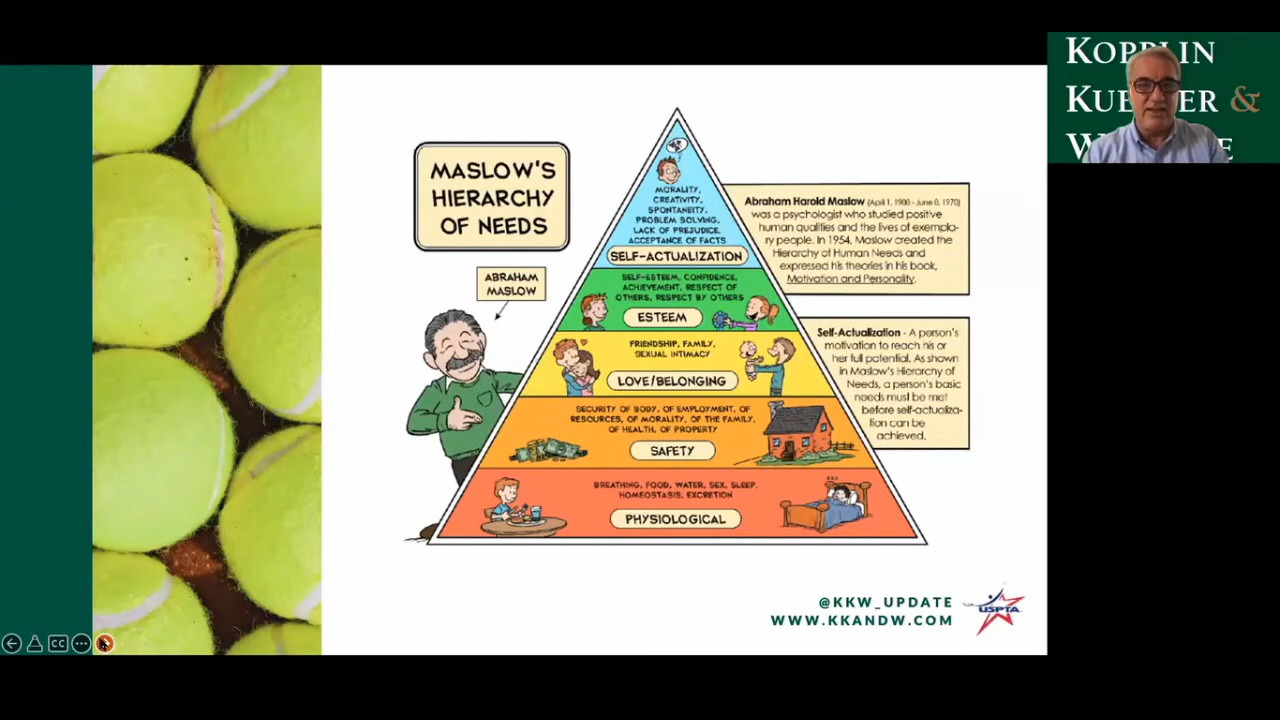 KOPPLIN
KUE ER &
W E
MASLOW'S
HIERARCHY
OF NEEDS
ABRAHAM
MASLOW
MORALITY,
CREATIVITY,
SPONTANEITY,
PROBLEM SOLVING,
LACK OF PREJUDICE,
ACCEPTANCE OF FACTS
SELF-ACTUALIZATION
SELF-ESTEEM, CONFIDENCE,
ACHIEVEMENT, RESPECT OF
OTHERS, RESPECT BY OTHERS
ESTEEM
FRIENDSHIP, FAMILY,
SEXUAL INTIMACY
LOVE/BELONGING
SECURITY OF BODY, OF EMPLOYMENT, OF
RESOURCES, OF MORALITY, OF THE FAMILY,
OF HEALTH, OF PROPERTY
SAFETY
BREATHING, FOOD, WATER, SEX, SLEEP,
HOMEOSTASIS, EXCRETION
PHYSIOLOGICAL
Abraham Harold Maslow (April 1, 1908 - June 8, 1970)
was a psychologist who studied positive
human qualities and the lives of exempla-
ry people. In 1954, Maslow created the
Hierarchy of Human Needs and
expressed his theories in his book,
Motivation and Personality.
Self-Actualization - A person's
motivation to reach his or
her full potential. As shown
in Maslow's Hierarchy of
Needs, a person's basic
needs must be met
before self-actualiza-
tion can be
achieved.
@KKW_UPDATE
WWW.KKANDW.COM
USPTA
CC